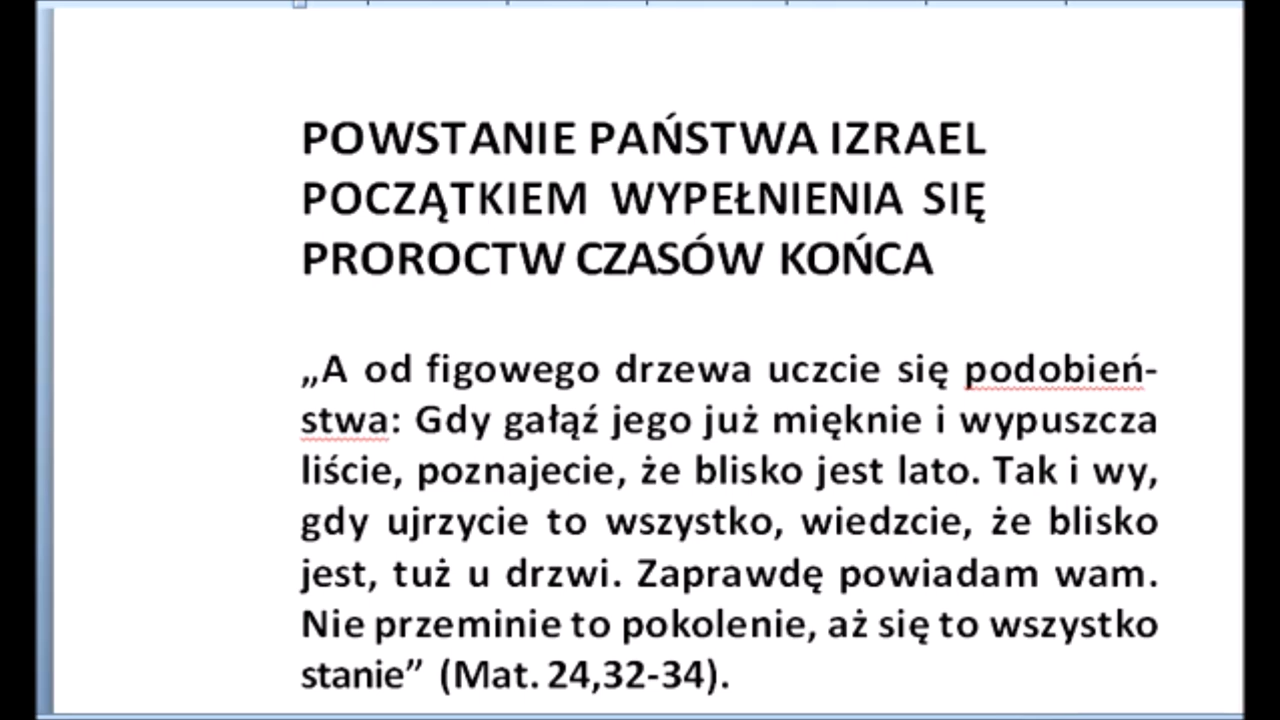 POWSTANIE PAŃSTWA IZRAEL
POCZĄTKIEM WYPEŁNIENIA SIĘ
PROROCTW CZASÓW KOŃCA
„A od figowego drzewa uczcie się podobień-
stwa: Gdy gałąź jego już mięknie i wypuszcza
liście, poznajecie, że blisko jest lato. Tak i wy,
gdy ujrzycie to wszystko, wiedzcie, że blisko
jest, tuż u drzwi. Zaprawdę powiadam wam.
Nie przeminie to pokolenie, aż się to wszystko
stanie” (Mat. 24,32-34).